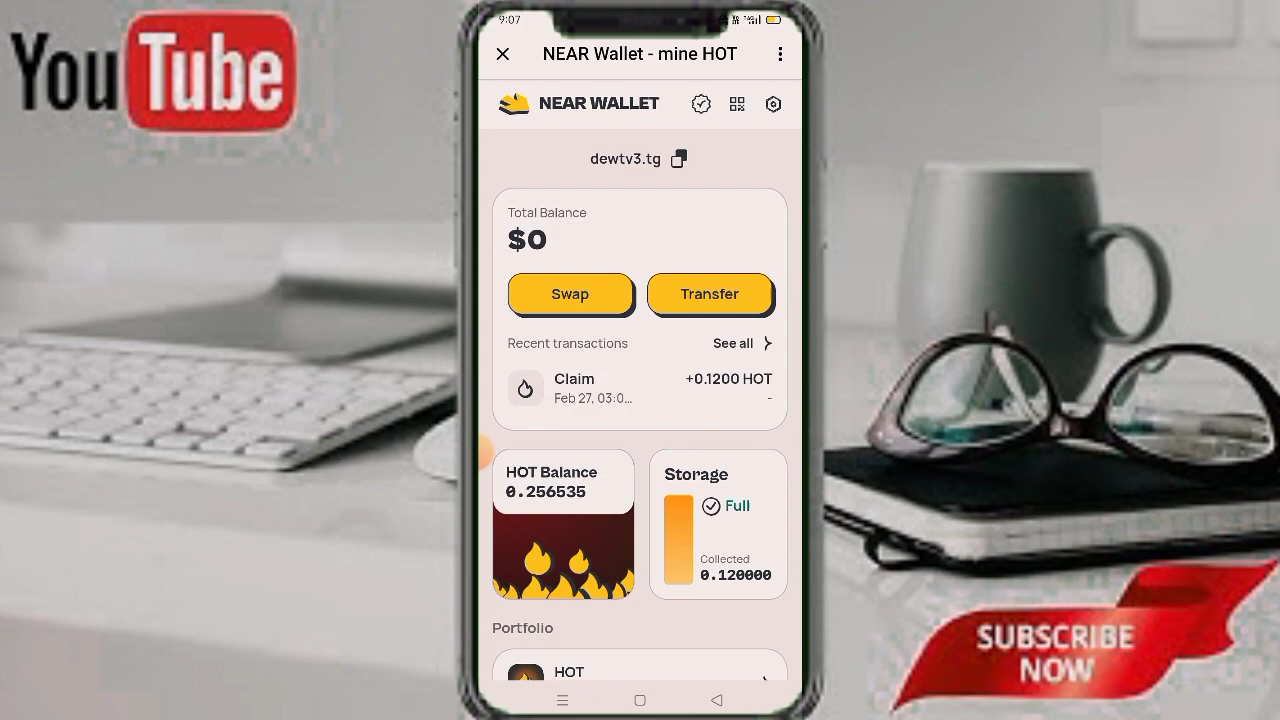 YouTube
9:07
NEAR Wallet - mine HOT
NEAR WALLET
dewtv3.tg
Total Balance
$0
Swap
Transfer
Recent transactions
See all
Claim
+0.1200 HOT
Feb 27, 03:0...
-
HOT Balance
0.256535
Storage
Full
Collected
0.120000
Portfolio
HOT
SUBSCRIBE
NOW